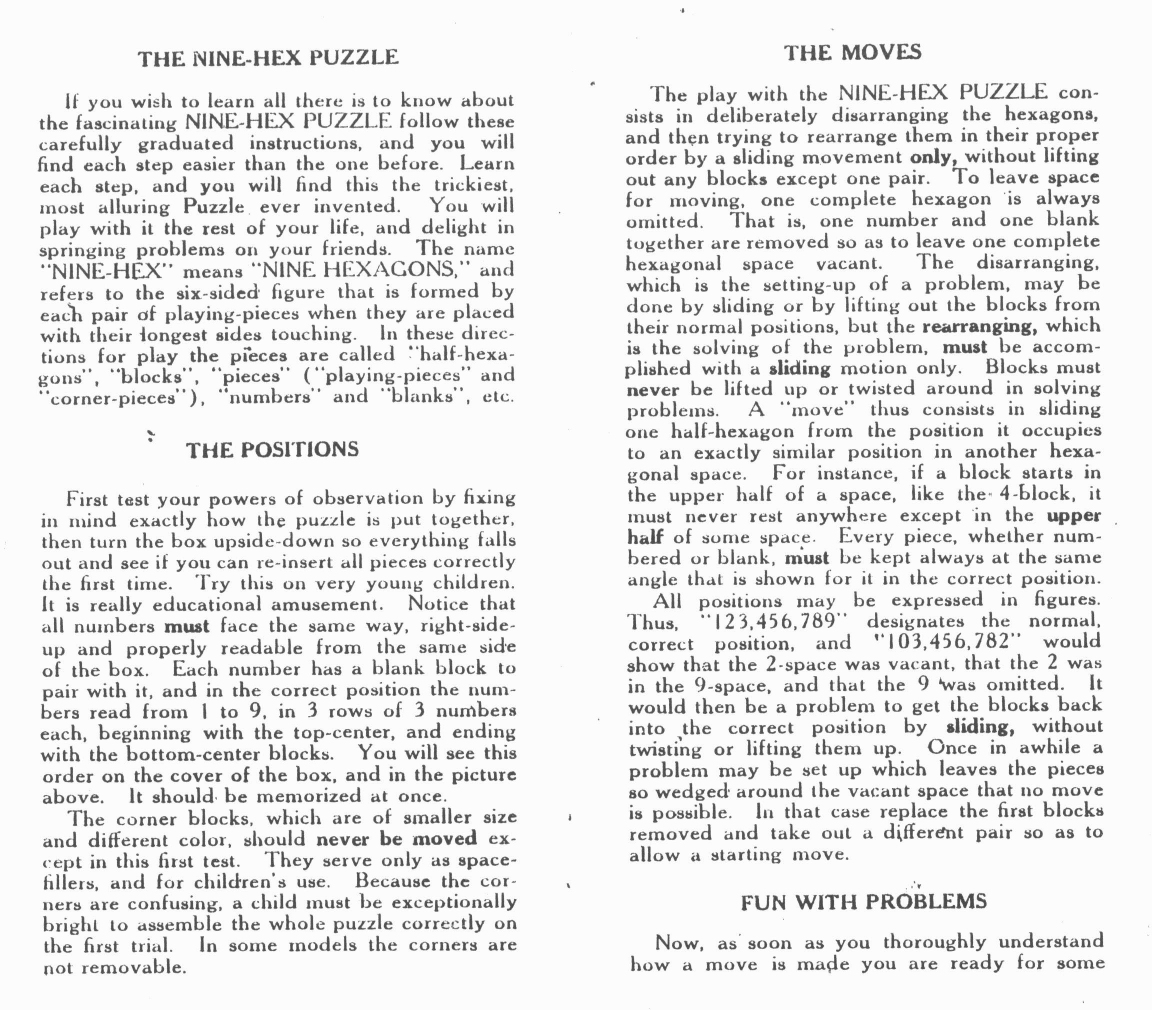 THE NINE-HEX PUZZLE
If you wish to learn all there is to know about
the fascinating NINE-HEX PUZZLE follow these
carefully graduated instructions, and you will
find each step easier than the one before. Learn
each step, and you will find this the trickiest,
most alluring Puzzle ever invented. You will
play with it the rest of your life, and delight in
springing problems on your friends. The name
"NINE-HEX" means "NINE HEXAGONS," and
refers to the six-sided figure that is formed by
each pair of playing-pieces when they are placed
with their longest sides touching. In these direc-
tions for play the pieces are called "half-hexa-
gons", "blocks", "pieces" ("playing-pieces" and
"corner-pieces"), "numbers" and "blanks", etc.
THE POSITIONS
First test your powers of observation by fixing
in mind exactly how the puzzle is put together,
then turn the box upside-down so everything falls
out and see if you can re-insert all pieces correctly
the first time. Try this on very young children.
It is really educational amusement. Notice that
all numbers must face the same way, right-side-
up and properly readable from the same side
of the box. Each number has a blank block to
pair with it, and in the correct position the num-
bers read from 1 to 9, in 3 rows of 3 numbers
each, beginning with the top-center, and ending
with the bottom-center blocks. You will see this
order on the cover of the box, and in the picture
above. It should be memorized at once.
The corner blocks, which are of smaller size
and different color, should never be moved ex-
cept in this first test. They serve only as space-
fillers, and for children's use. Because the cor-
ners are confusing, a child must be exceptionally
bright to assemble the whole puzzle correctly on
the first trial. In some models the corners are
not removable.
THE MOVES
The play with the NINE-HEX PUZZLE con-
sists in deliberately disarranging the hexagons,
and then trying to rearrange them in their proper
order by a sliding movement only, without lifting
out any blocks except one pair. To leave space
for moving, one complete hexagon is always
omitted. That is, one number and one blank
together are removed so as to leave one complete
hexagonal space vacant. The disarranging,
which is the setting-up of a problem, may be
done by sliding or by lifting out the blocks from
their normal positions, but the rearranging, which
is the solving of the problem, must be accom-
plished with a sliding motion only. Blocks must
never be lifted up or twisted around in solving
problems. A "move" thus consists in sliding
one half-hexagon from the position it occupies
to an exactly similar position in another hexa-
gonal space. For instance, if a block starts in
the upper half of a space, like the 4-block, it
must never rest anywhere except in the upper
half of some space. Every piece, whether num-
bered or blank, must be kept always at the same
angle that is shown for it in the correct position.
All positions may be expressed in figures.
Thus, "123,456,789" designates the normal,
correct position, and "103,456,782" would
show that the 2-space was vacant, that the 2 was
in the 9-space, and that the 9 was omitted. It
would then be a problem to get the blocks back
into the correct position by sliding, without
twisting or lifting them up. Once in awhile a
problem may be set up which leaves the pieces
so wedged around the vacant space that no move
is possible. In that case replace the first blocks
removed and take out a different pair so as to
allow a starting move.
FUN WITH PROBLEMS
Now, as soon as you thoroughly understand
how a move is made you are ready for some